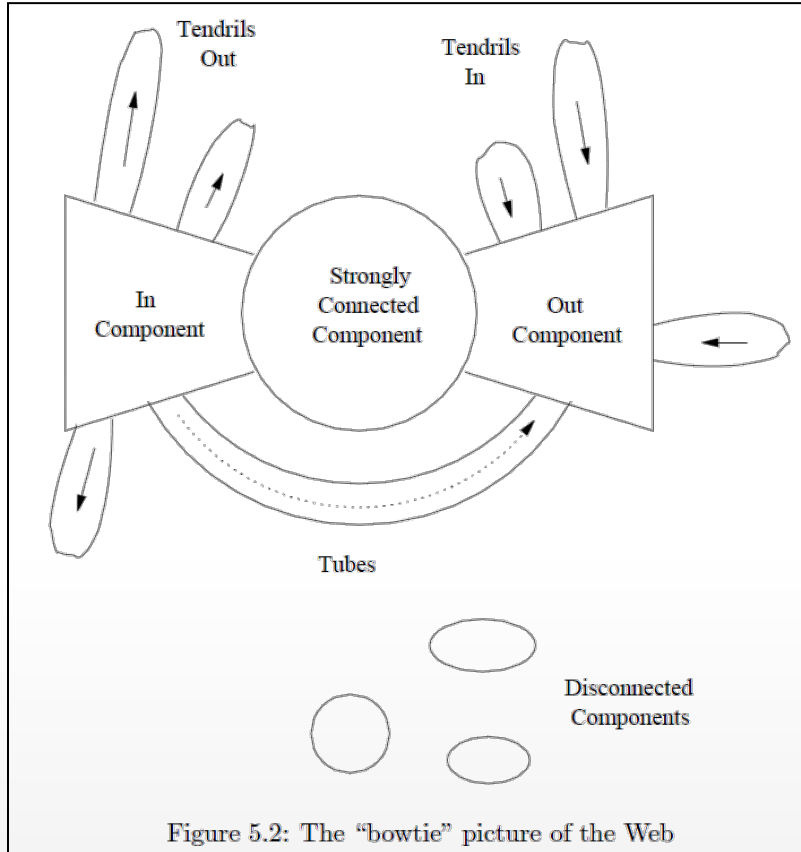 Tendrils
Out
Tendrils
In
In
Component
Strongly
Connected
Component
Out
Component
Tubes
Disconnected
Components
Figure 5.2: The “bowtie” picture of the Web